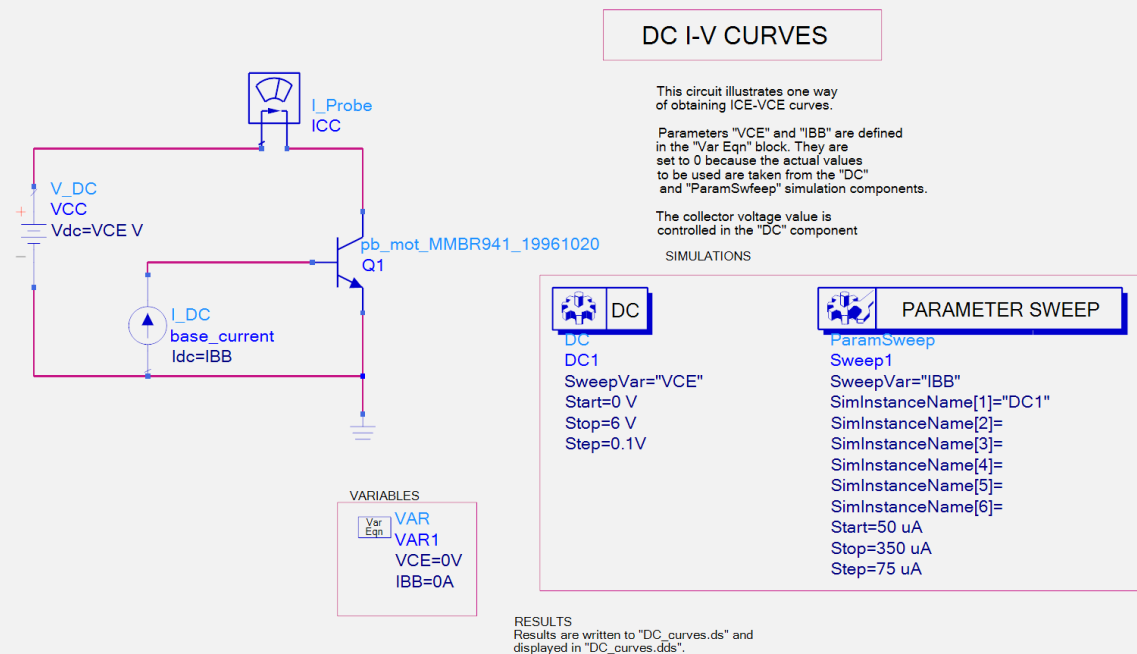 DC I-V CURVES
This circuit illustrates one way
of obtaining ICE-VCE curves.
Parameters "VCE" and "IBB" are defined
in the "Var Eqn" block. They are
set to 0 because the actual values
to be used are taken from the "DC"
and "ParamSwfeep" simulation components.
The collector voltage value is
controlled in the "DC" component
I_Probe
ICC
V_DC
VCC
Vdc=VCE V
+
-
pb_mot_MMBR941_19961020
Q1
I_DC
base_current
Idc=IBB
SIMULATIONS
DC
DC
DC1
SweepVar="VCE"
Start=0 V
Stop=6 V
Step=0.1V
PARAMETER SWEEP
ParamSweep
Sweep1
SweepVar="IBB"
SimInstanceName[1]="DC1"
SimInstanceName[2]=
SimInstanceName[3]=
SimInstanceName[4]=
SimInstanceName[5]=
SimInstanceName[6]=
Start=50 uA
Stop=350 uA
Step=75 uA
VARIABLES
Var
Eqn
VAR
VAR1
VCE=0V
IBB=0A
RESULTS
Results are written to "DC_curves.ds" and
displayed in "DC_curves.dds".